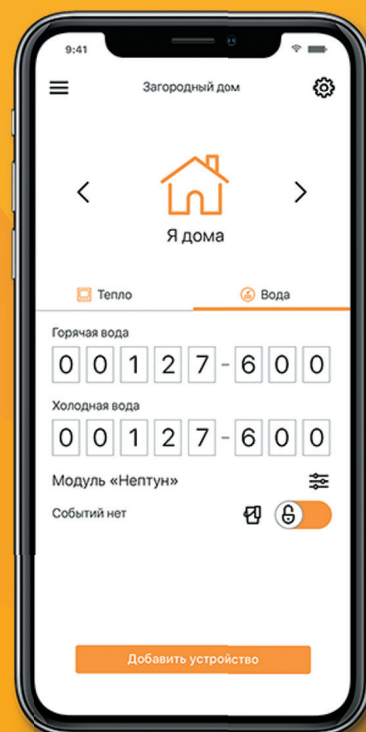 9:41
Загородный дом
Я дома
Тепло
Вода
Горячая вода
00127-600
Холодная вода
00127-600
Модуль «Нептун»
Событий нет
Добавить устройство